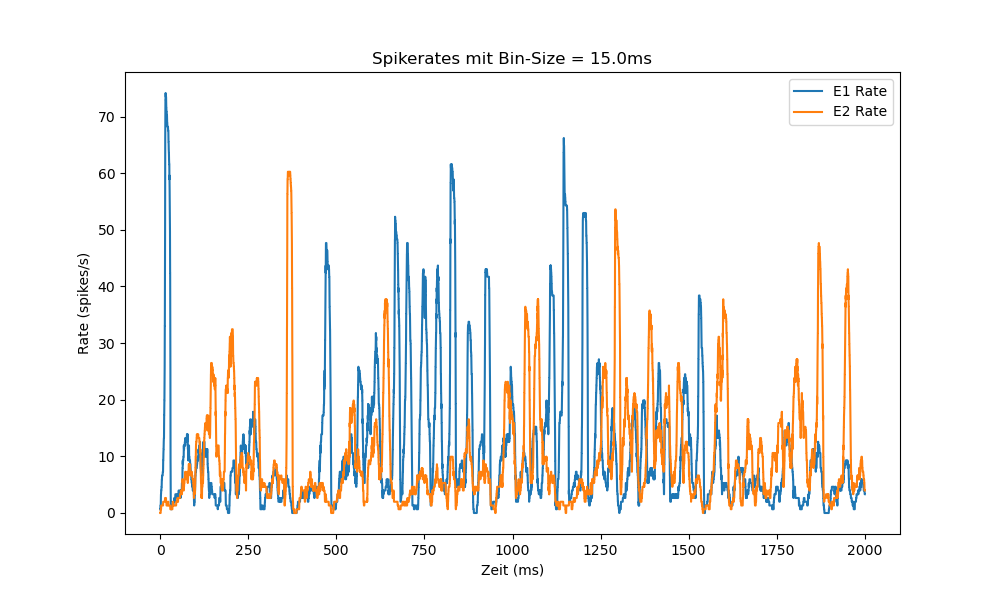 Spikerates mit Bin-Size = 15.0ms
E1 Rate
E2 Rate
70
60
50
40
30
20
10
0
Rate (spikes/s)
0 250 500 750 1000 1250 1500 1750 2000
Zeit (ms)